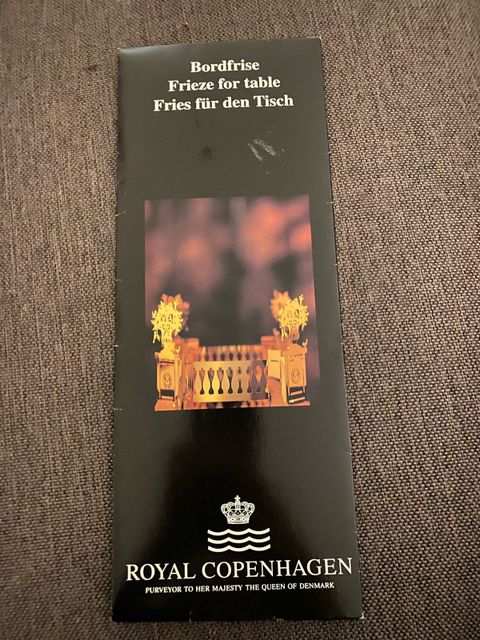 Bordfrise
Frieze for table
Fries für den Tisch
ROYAL COPENHAGEN
PURVEYOR TO HER MAJESTY THE QUEEN OF DENMARK